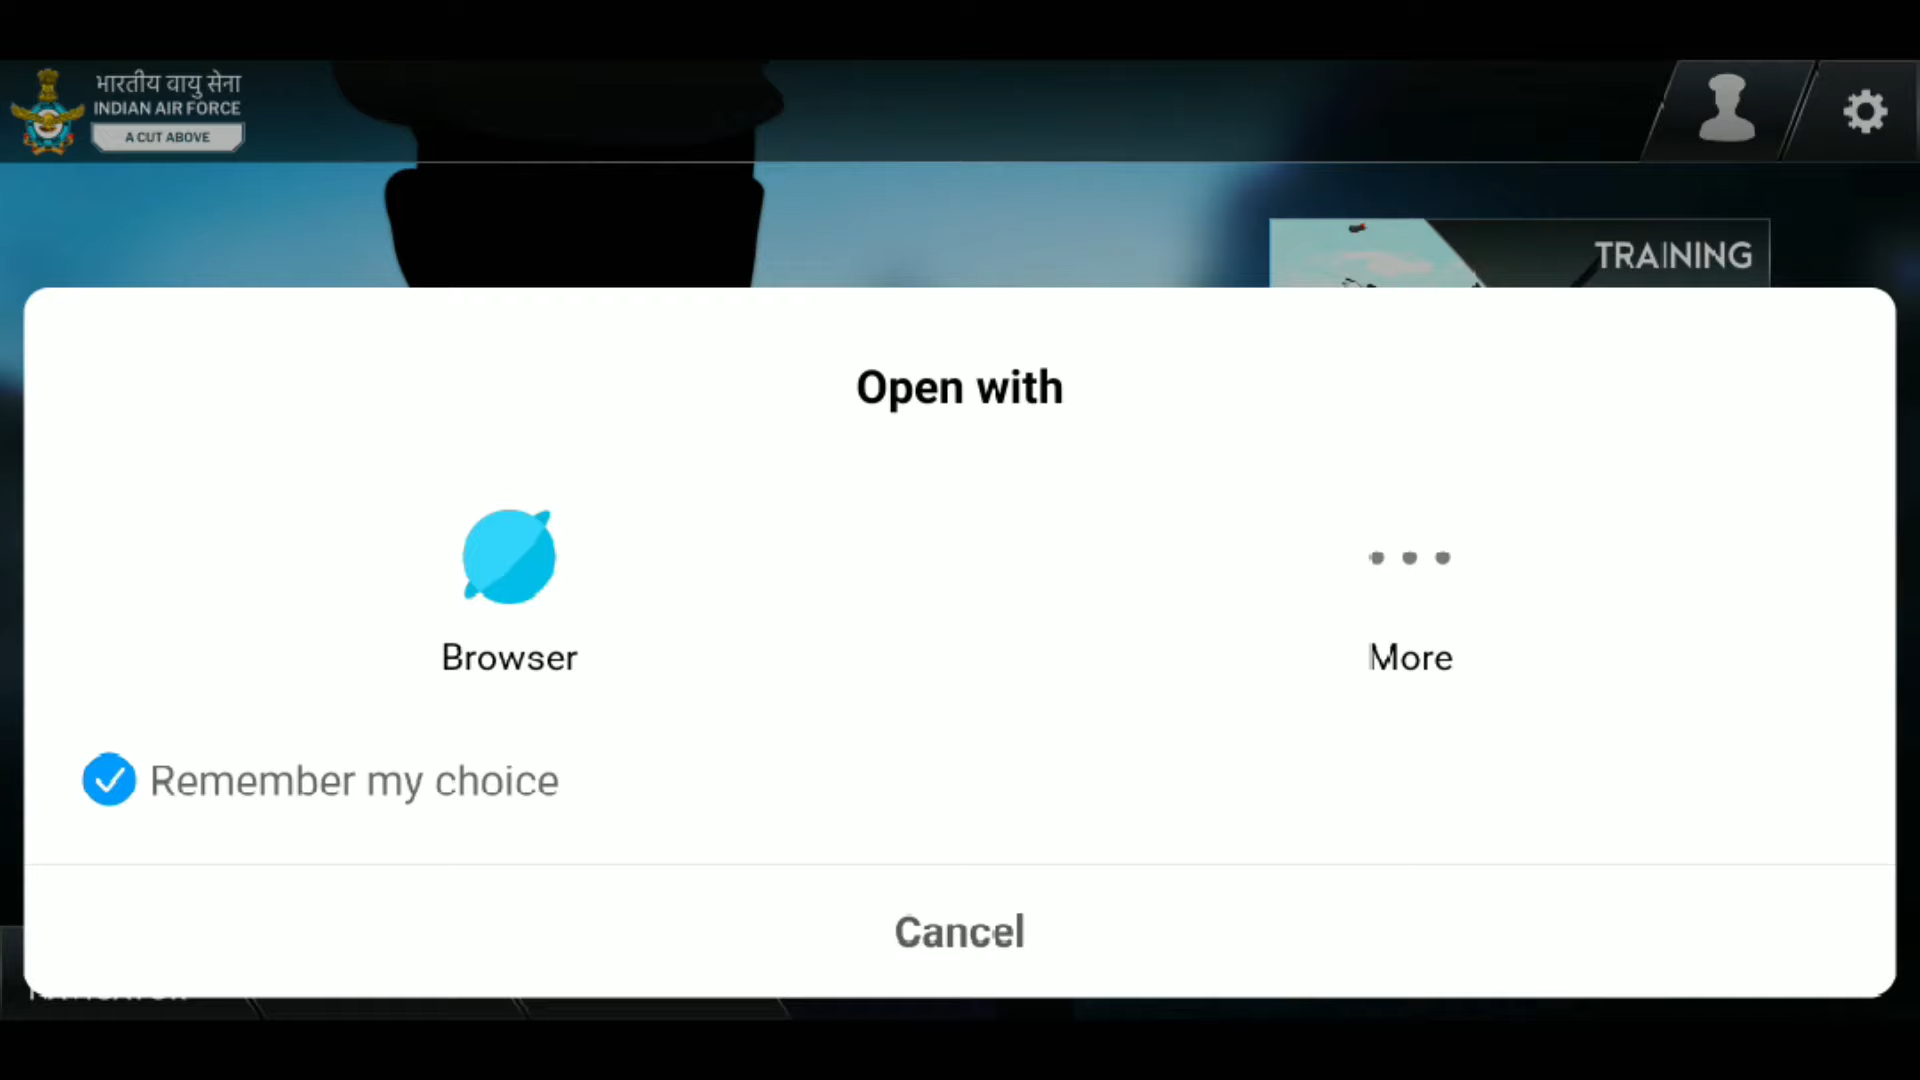 भारतीय वायु सेना
INDIAN AIR FORCE
A CUT ABOVE
TRAINING
Open with
Browser
More
Remember my choice
Cancel